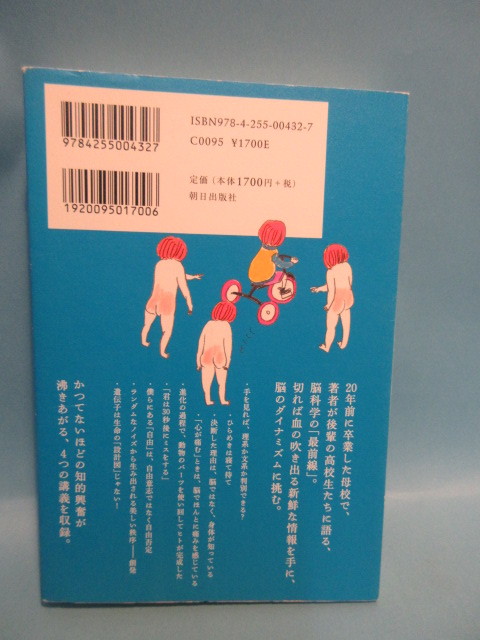 ISBN978-4-255-00432-7
C0095 ¥1700E
9784255004327
定価(本体1700円+税)
朝日出版社
1920095017006
20年前に卒業した母校で、
著者が後輩の高校生たちに語る、
脳科学の「最前線」。
切れば血の吹き出る新鮮な情報を手に、
脳のダイナミズムに挑む。
・手を見れば、理系か文系か判別できる?
・ひらめきは寝て待て
・決断した理由は、脳ではなく、身体が知っている
・「心が痛む」ときは、脳でほんとに痛みを感じている
・進化の過程で、動物のパーツを使い回してヒトが完成した
・「君は30秒後にミスをする」
・僕らにある「自由」は、自由意志ではなく自由否定
・ランダムなノイズから生み出される美しい秩序――創発
・遺伝子は生命の「設計図」じゃない!
かつてないほどの知的興奮が
沸きあがる、4つの講義を収録。